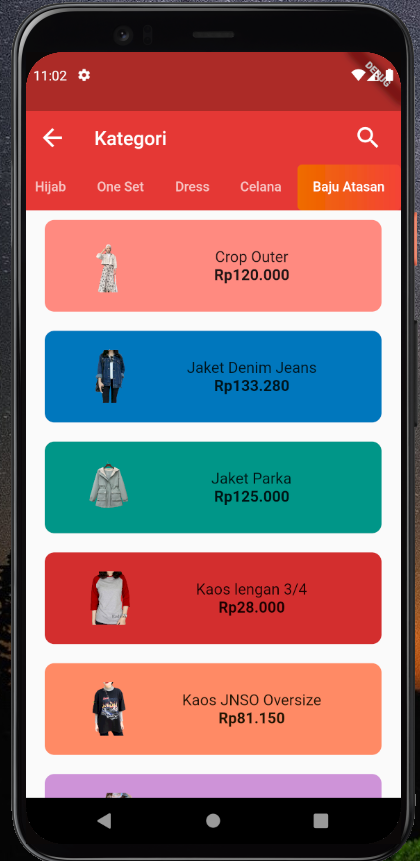 11:02
DEBUG
Kategori
Hijab One Set Dress Celana Baju Atasan
Crop Outer
Rp120.000
Jaket Denim Jeans
Rp133.280
Jaket Parka
Rp125.000
Kaos lengan 3/4
Rp28.000
Kaos JNSO Oversize
Rp81.150